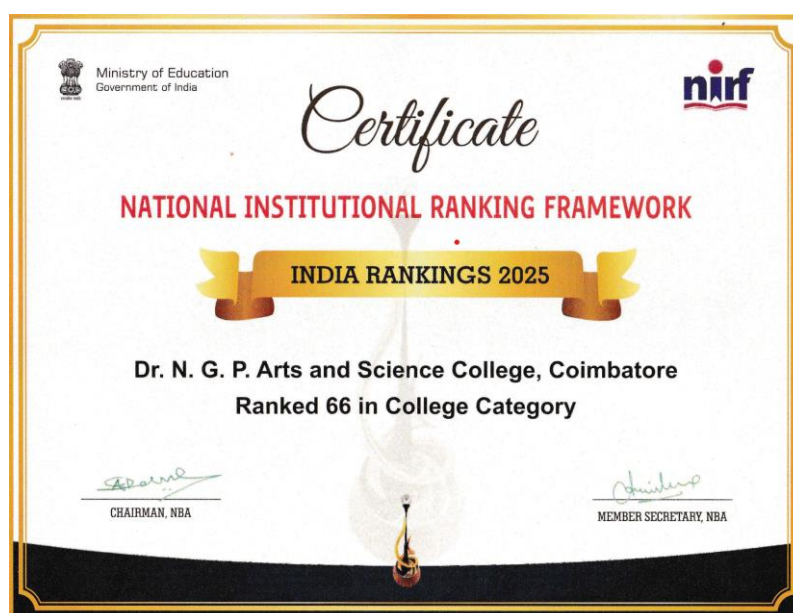 Ministry of Education
Government of India
nirf
Certificate
NATIONAL INSTITUTIONAL RANKING FRAMEWORK
INDIA RANKINGS 2025
Dr. N. G. P. Arts and Science College, Coimbatore
Ranked 66 in College Category
CHAIRMAN, NBA
MEMBER SECRETARY, NBA